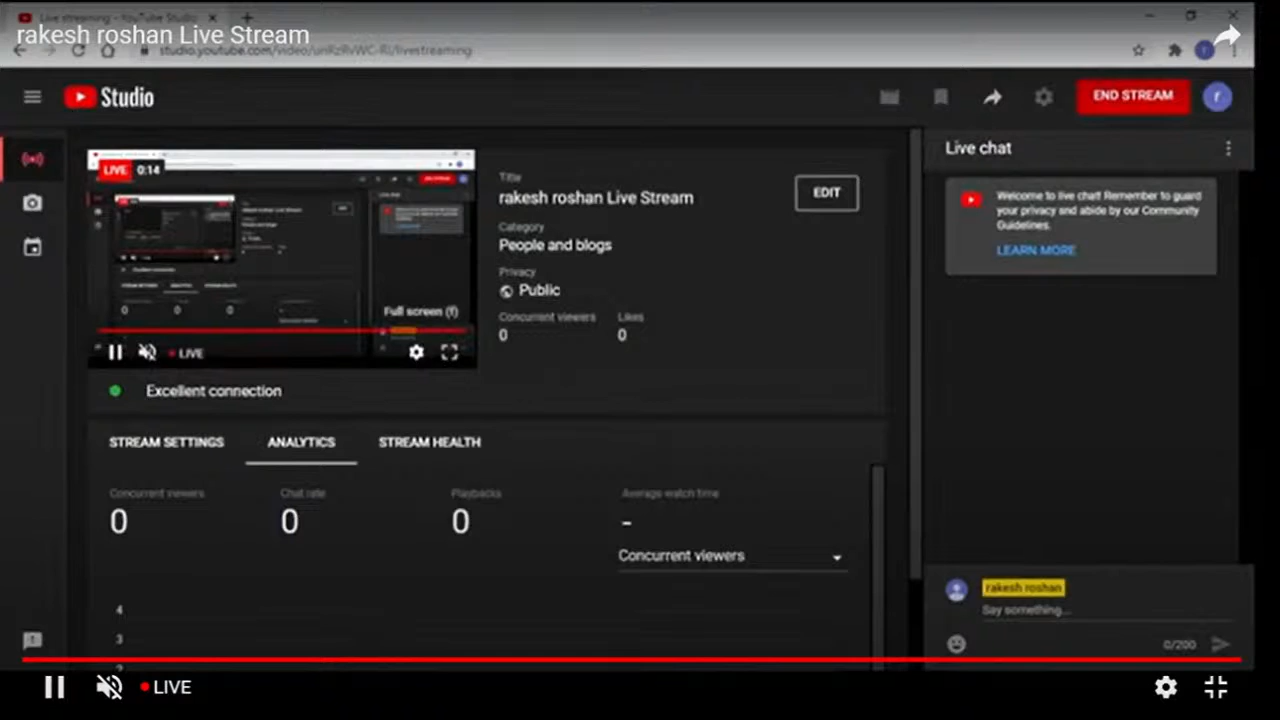 Live streaming - YouTube Studio
rakesh roshan Live Stream
Studio
END STREAM
r
LIVE 0:14
Full screen (f)
LIVE
Excellent connection
Title
rakesh roshan Live Stream
EDIT
Category
People and blogs
Privacy
Public
Concurrent viewers Likes
0 0
STREAM SETTINGS ANALYTICS STREAM HEALTH
Concurrent viewers Chat rate Playbacks Average watch time
0 0 0 -
Concurrent viewers
4
3
Live chat
Welcome to live chat! Remember to guard
your privacy and abide by our Community
Guidelines.
LEARN MORE
rakesh roshan
Say something...
0/200
LIVE